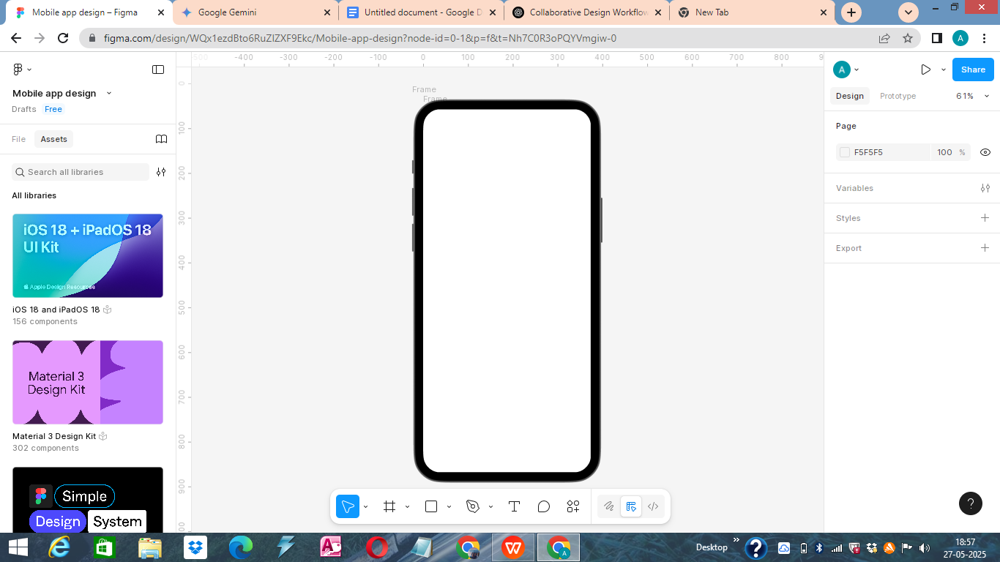 Mobile app design – Figma
Google Gemini
Untitled document - Google D
Collaborative Design Workflow
New Tab
figma.com/design/WQx1ezdBto6RuZIZXF9Ekc/Mobile-app-design?node-id=0-1&p=f&t=Nh7C0R3oPQYVmgiw-0
A
-500 -400 -300 -200 -100 0 100 200 300 400 500 600 700 800 9
Mobile app design
Drafts Free
File Assets
Search all libraries
All libraries
iOS 18 + iPadOS 18
UI Kit
Apple Design Resources
iOS 18 and iPadOS 18
156 components
Material 3
Design Kit
Material 3 Design Kit
302 components
Simple
Design System
0
100
200
300
400
500
600
700
800
900
Frame
Frame
A
Share
Design Prototype 61%
Page
F5F5F5 100 %
Variables
Styles
Export
?
Desktop
18:57
27-05-2025